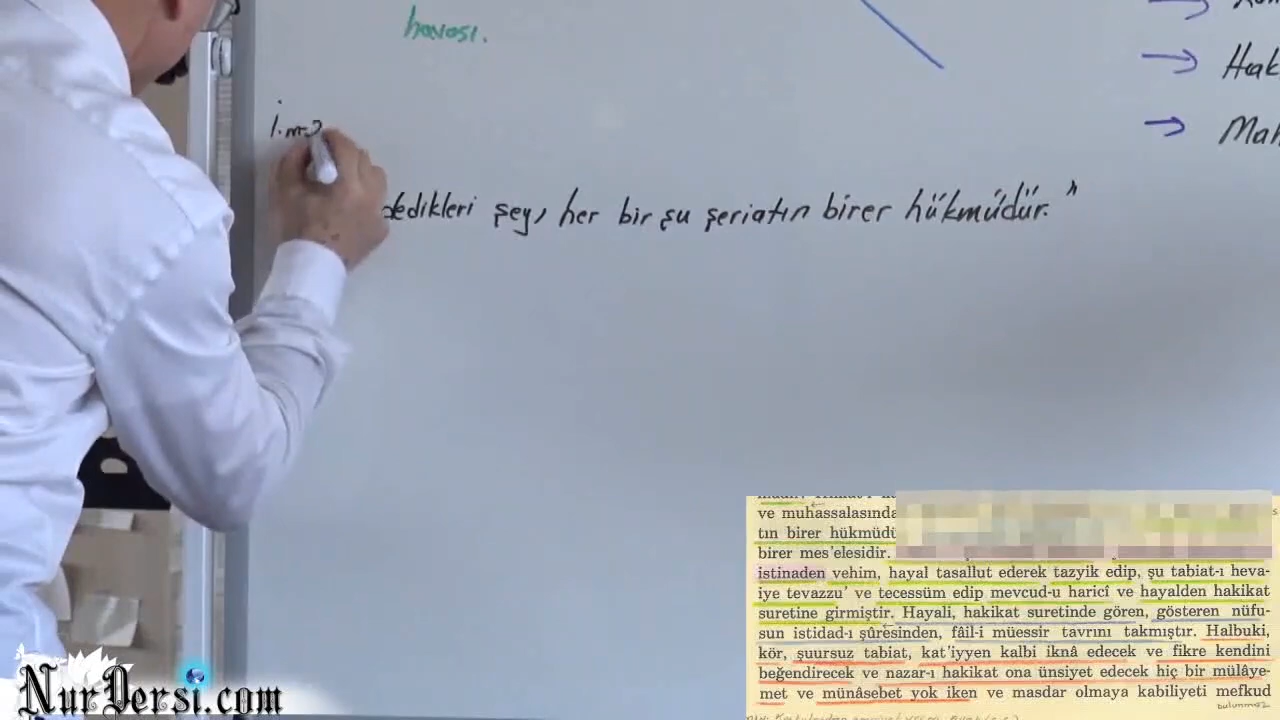 havası.
dedikleri şey, her bir şu şeriatın birer hükmüdür."
ve muhassalasında
tın birer hükmüdü
birer mes'elesidir.
istinaden vehim, hayal tasallut ederek tazyik edip, şu tabiat-ı heva-
iye tevazzu' ve tecessüm edip mevcud-u haricî ve hayalden hakikat
suretine girmiştir. Hayali, hakikat suretinde gören, gösteren nüfu-
sun istidad-ı şûresinden, fâil-i müessir tavrını takmıştır. Halbuki,
kör, şuursuz tabiat, kat'iyyen kalbi iknâ edecek ve fikre kendini
beğendirecek ve nazar-ı hakikat ona ünsiyet edecek hiç bir mülâye-
met ve münâsebet yok iken ve masdar olmaya kabiliyeti mefkud
bulunmaz
NurDersi.com